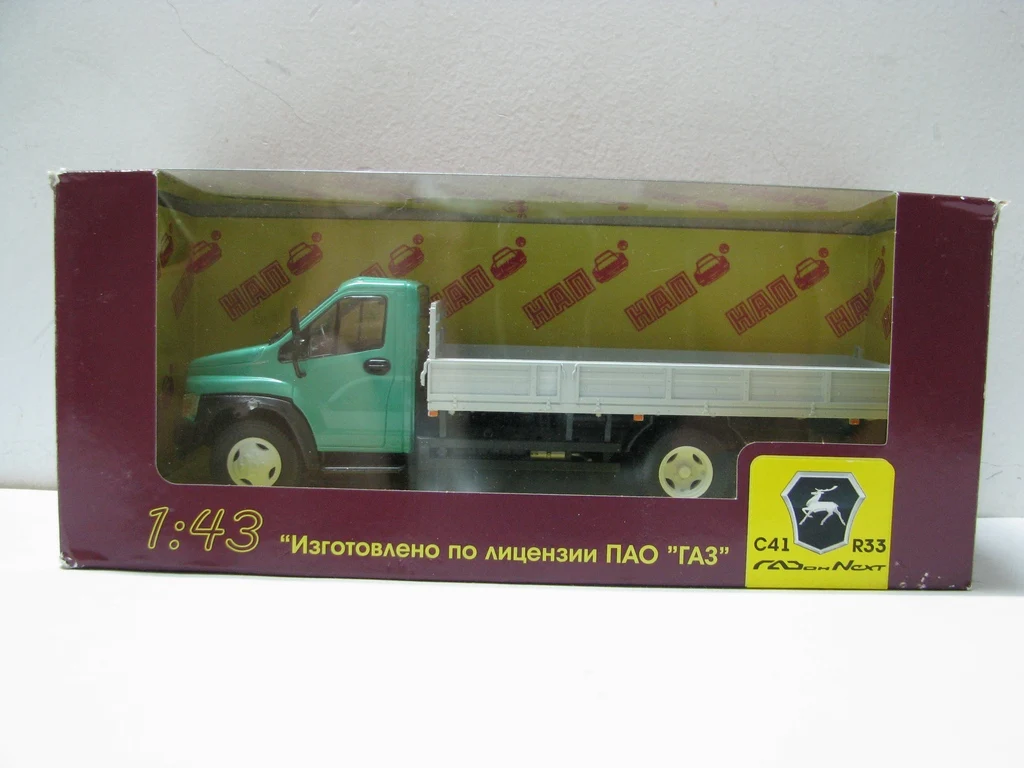 НАП НАП НАП НАП НАП НАП
1:43
"Изготовлено по лицензии ПАО "ГАЗ"
C41 R33
ГАЗон Next